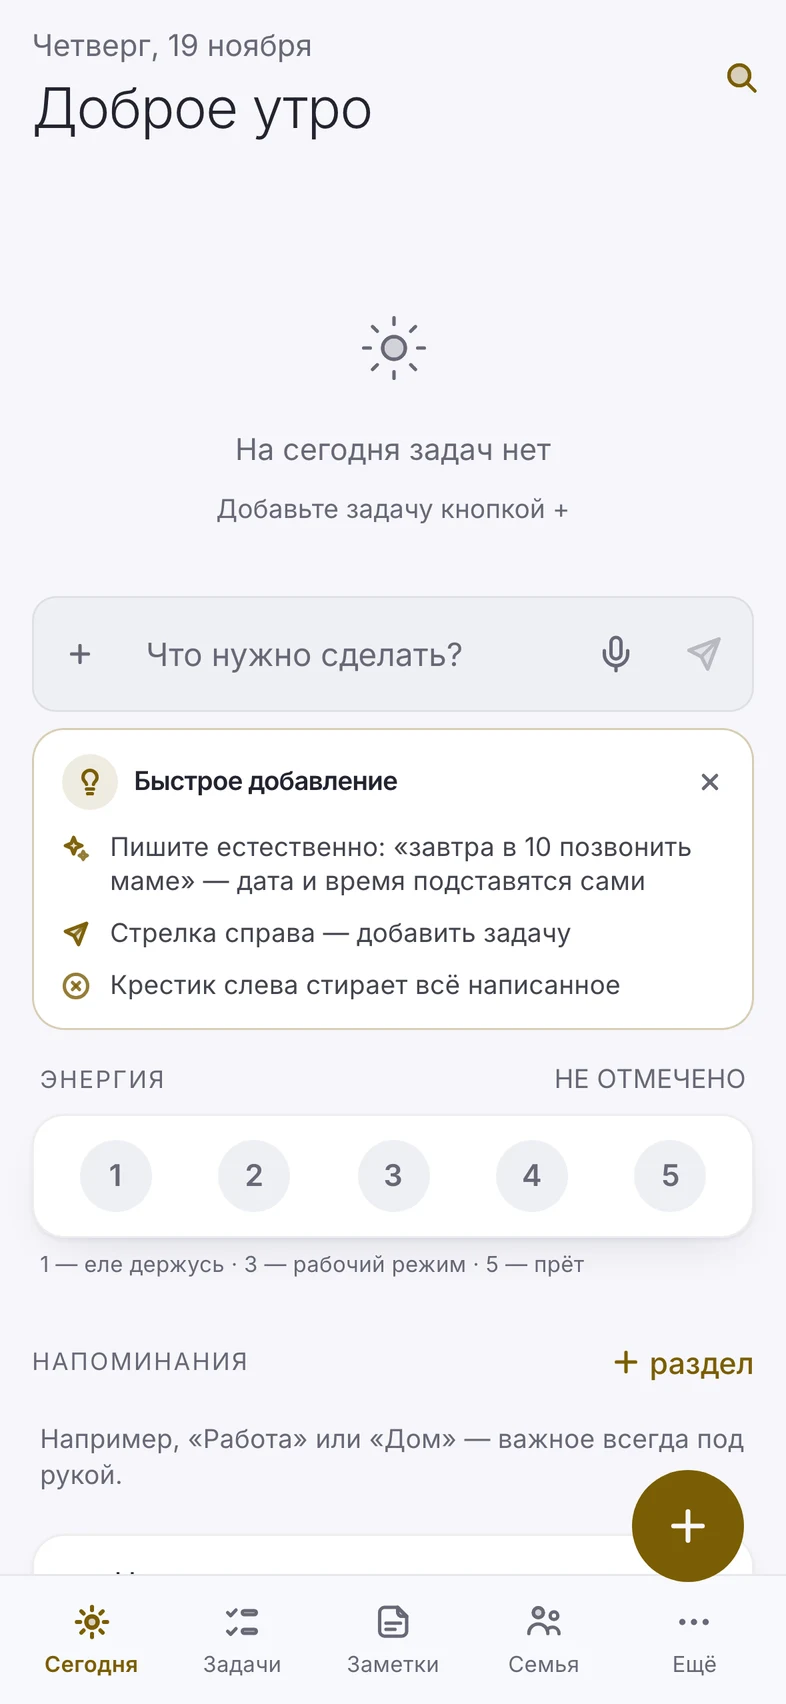 Четверг, 19 ноября
Доброе утро
На сегодня задач нет
Добавьте задачу кнопкой +
Что нужно сделать?
Быстрое добавление
Пишите естественно: «завтра в 10 позвонить
маме» — дата и время подставятся сами
Стрелка справа — добавить задачу
Крестик слева стирает всё написанное
ЭНЕРГИЯ
НЕ ОТМЕЧЕНО
1 2 3 4 5
1 — еле держусь · 3 — рабочий режим · 5 — прёт
НАПОМИНАНИЯ
+ раздел
Например, «Работа» или «Дом» — важное всегда под
рукой.
Сегодня
Задачи
Заметки
Семья
Ещё